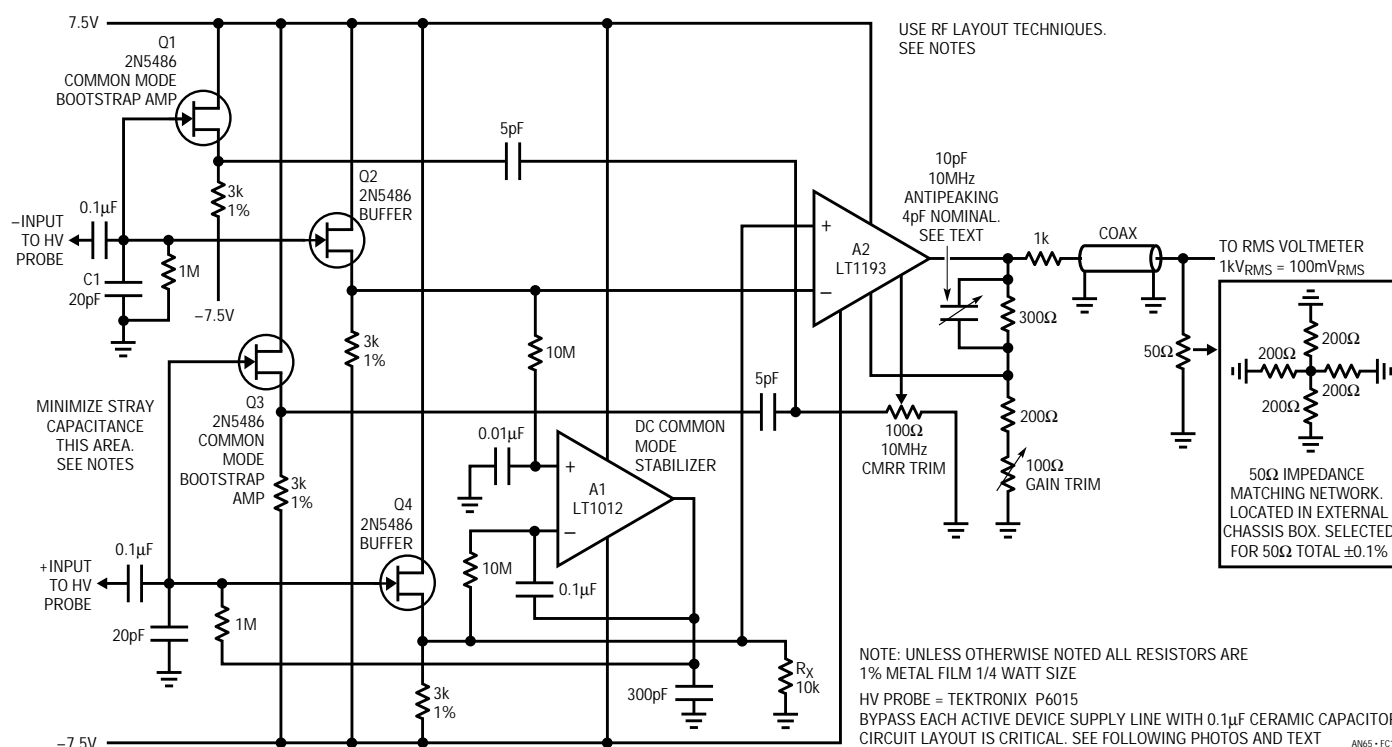 7.5V
Q1
2N5486
COMMON MODE
BOOTSTRAP AMP
USE RF LAYOUT TECHNIQUES.
SEE NOTES
5pF
3k
1%
Q2
2N5486
BUFFER
0.1µF
–INPUT
TO HV
PROBE
C1
20pF
1M
–7.5V
10pF
10MHz
ANTIPEAKING
4pF NOMINAL.
SEE TEXT
+
A2
LT1193
–
1k
COAX
TO RMS VOLTMETER
1kVRMS = 100mVRMS
300Ω
50Ω
200Ω
200Ω
200Ω
200Ω
50Ω IMPEDANCE
MATCHING NETWORK.
LOCATED IN EXTERNAL
CHASSIS BOX. SELECTED
FOR 50Ω TOTAL ±0.1%
3k
1%
10M
5pF
MINIMIZE STRAY
CAPACITANCE
THIS AREA.
SEE NOTES
Q3
2N5486
COMMON
MODE
BOOTSTRAP
AMP
3k
1%
0.01µF
DC COMMON
MODE
STABILIZER
100Ω
10MHz
CMRR TRIM
200Ω
100Ω
GAIN TRIM
+
A1
LT1012
–
Q4
2N5486
BUFFER
0.1µF
+INPUT
TO HV
PROBE
20pF
1M
10M
0.1µF
3k
1%
300pF
RX
10k
–7.5V
NOTE: UNLESS OTHERWISE NOTED ALL RESISTORS ARE
1% METAL FILM 1/4 WATT SIZE
HV PROBE = TEKTRONIX P6015
BYPASS EACH ACTIVE DEVICE SUPPLY LINE WITH 0.1µF CERAMIC CAPACITOR
CIRCUIT LAYOUT IS CRITICAL. SEE FOLLOWING PHOTOS AND TEXT